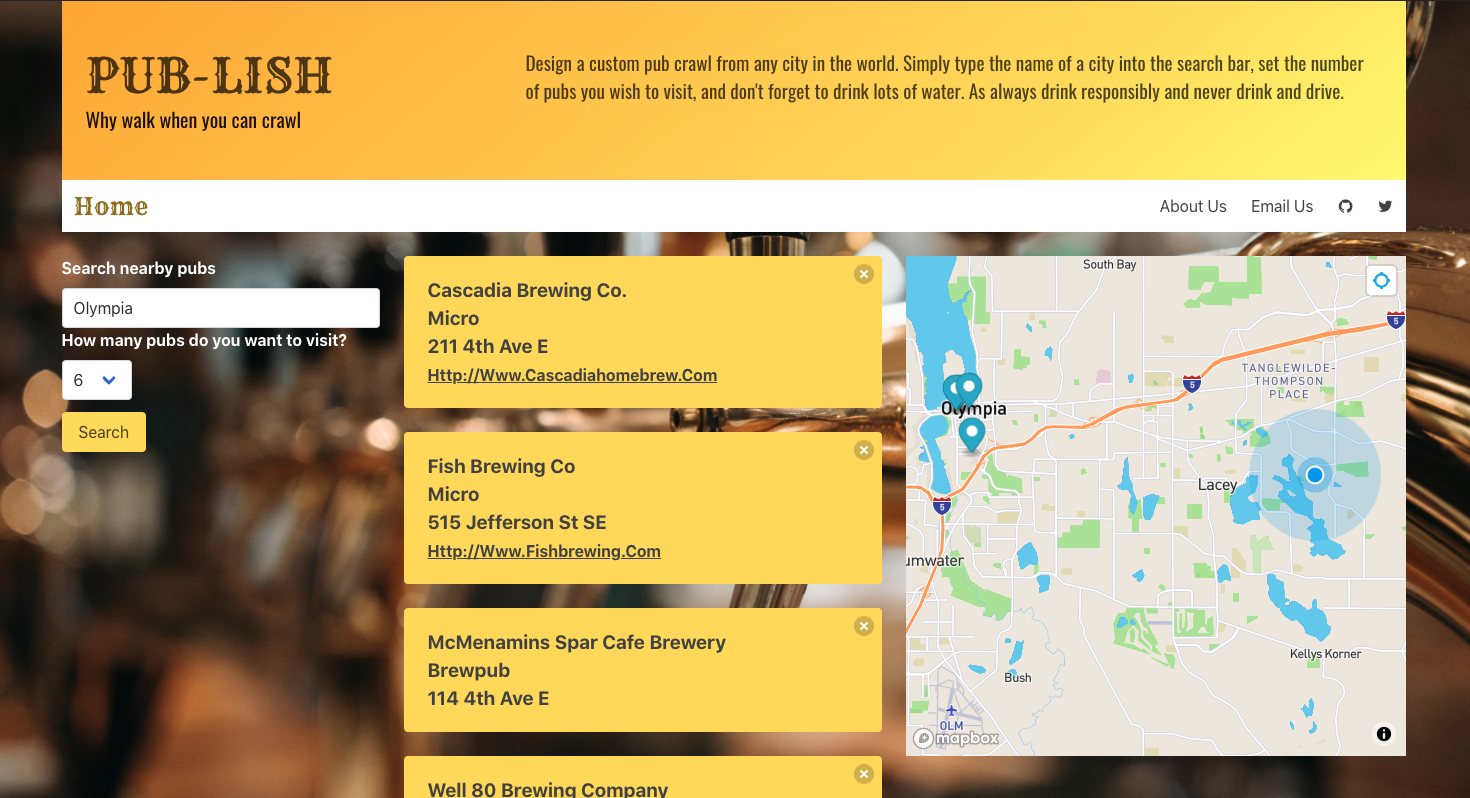 PUB-LISH
Why walk when you can crawl
Design a custom pub crawl from any city in the world. Simply type the name of a city into the search bar, set the number
of pubs you wish to visit, and don't forget to drink lots of water. As always drink responsibly and never drink and drive.
Home
About Us
Email Us
Search nearby pubs
Olympia
How many pubs do you want to visit?
6
Search
Cascadia Brewing Co.
Micro
211 4th Ave E
Http://Www.Cascadiahomebrew.Com
Fish Brewing Co
Micro
515 Jefferson St SE
Http://Www.Fishbrewing.Com
McMenamins Spar Cafe Brewery
Brewpub
114 4th Ave E
Well 80 Brewing Company
South Bay
5
TANGLEWILDE-
THOMPSON
PLACE
5
Olympia
Lacey
5
umwater
Kellys Korner
Bush
OLM
mapbox